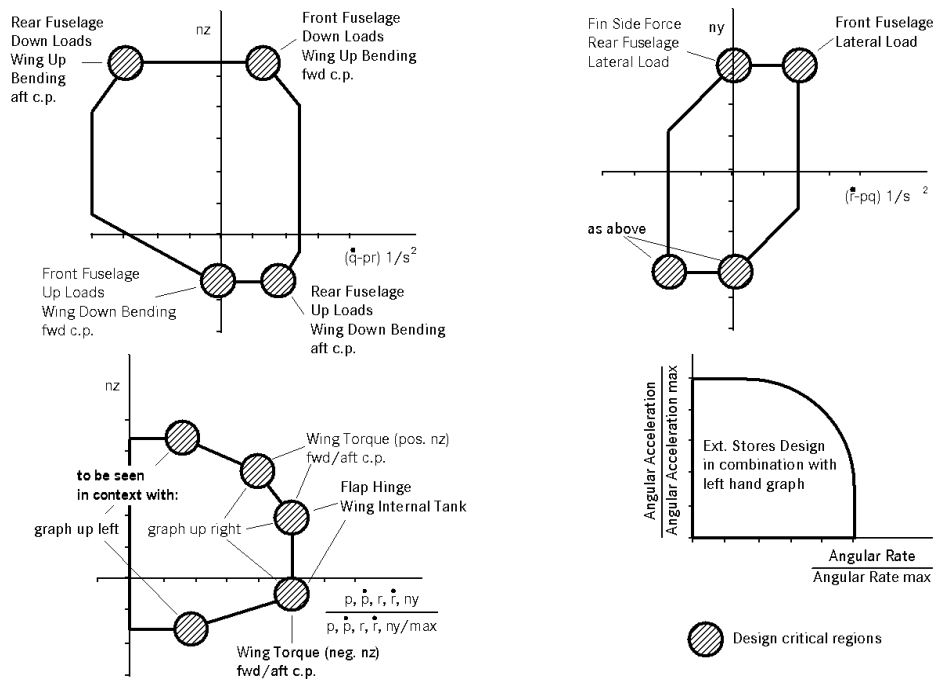 Rear Fuselage
Down Loads
Wing Up
Bending
aft c.p.
nz
Front Fuselage
Down Loads
Wing Up Bending
fwd c.p.
(q̇-pr) 1/s²
Front Fuselage
Up Loads
Wing Down Bending
fwd c.p.
Rear Fuselage
Up Loads
Wing Down Bending
aft c.p.
Fin Side Force
Rear Fuselage
Lateral Load
ny
Front Fuselage
Lateral Load
(ṙ-pq) 1/s ²
as above
nz
to be seen
in context with:
graph up left
graph up right
Wing Torque (pos. nz)
fwd/aft c.p.
Flap Hinge
Wing Internal Tank
p, ṗ, r, ṙ, ny
p, ṗ, r, ṙ, ny/max
Wing Torque (neg. nz)
fwd/aft c.p.
Angular Acceleration
Angular Acceleration max
Ext. Stores Design
in combination with
left hand graph
Angular Rate
Angular Rate max
Design critical regions